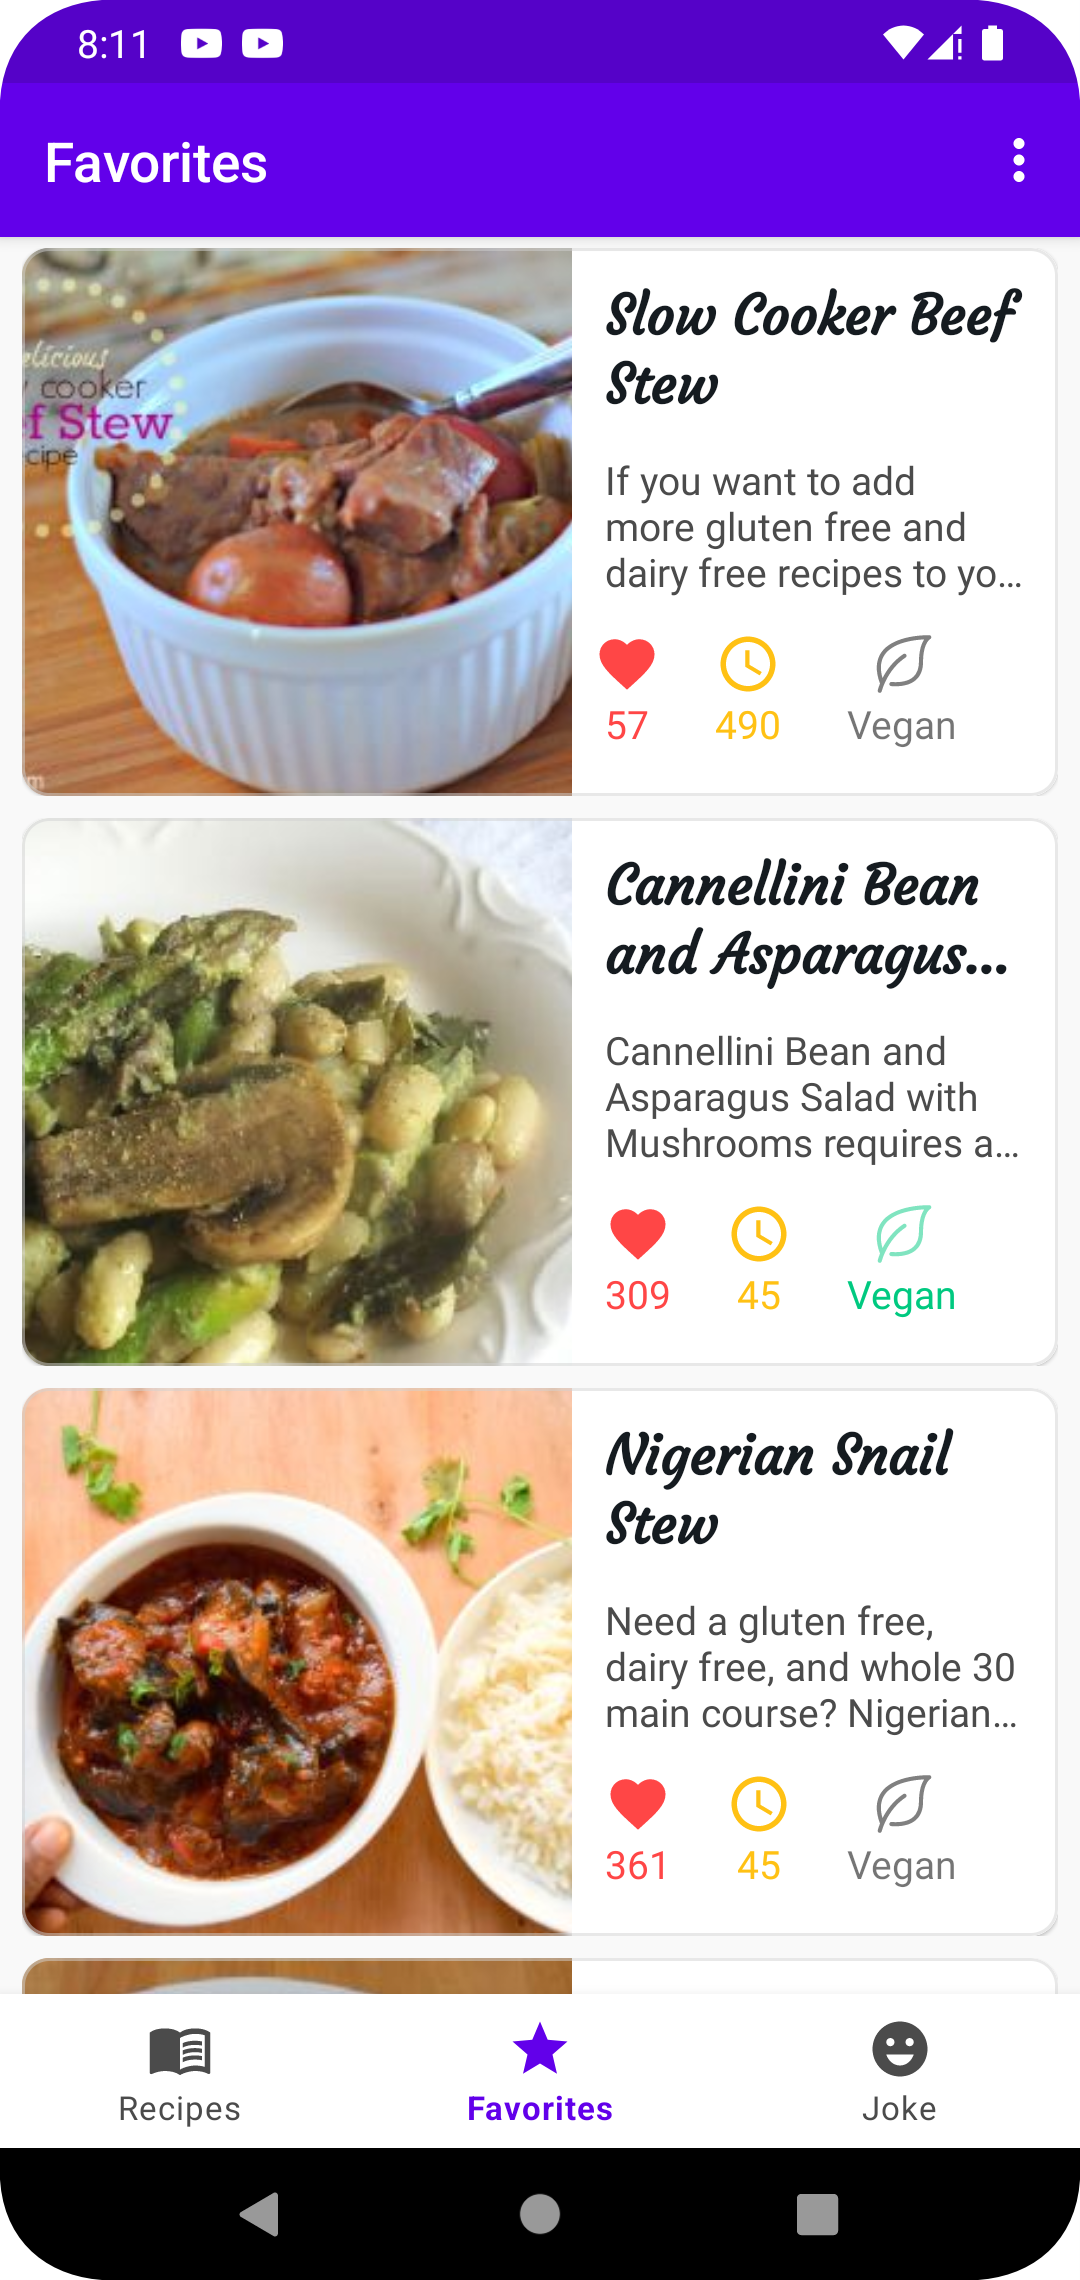 8:11
Favorites
elicious
cooker
f Stew
cipe
m
Slow Cooker Beef
Stew
If you want to add
more gluten free and
dairy free recipes to yo…
57
490
Vegan
Cannellini Bean
and Asparagus…
Cannellini Bean and
Asparagus Salad with
Mushrooms requires a…
309
45
Vegan
Nigerian Snail
Stew
Need a gluten free,
dairy free, and whole 30
main course? Nigerian…
361
45
Vegan
Recipes
Favorites
Joke